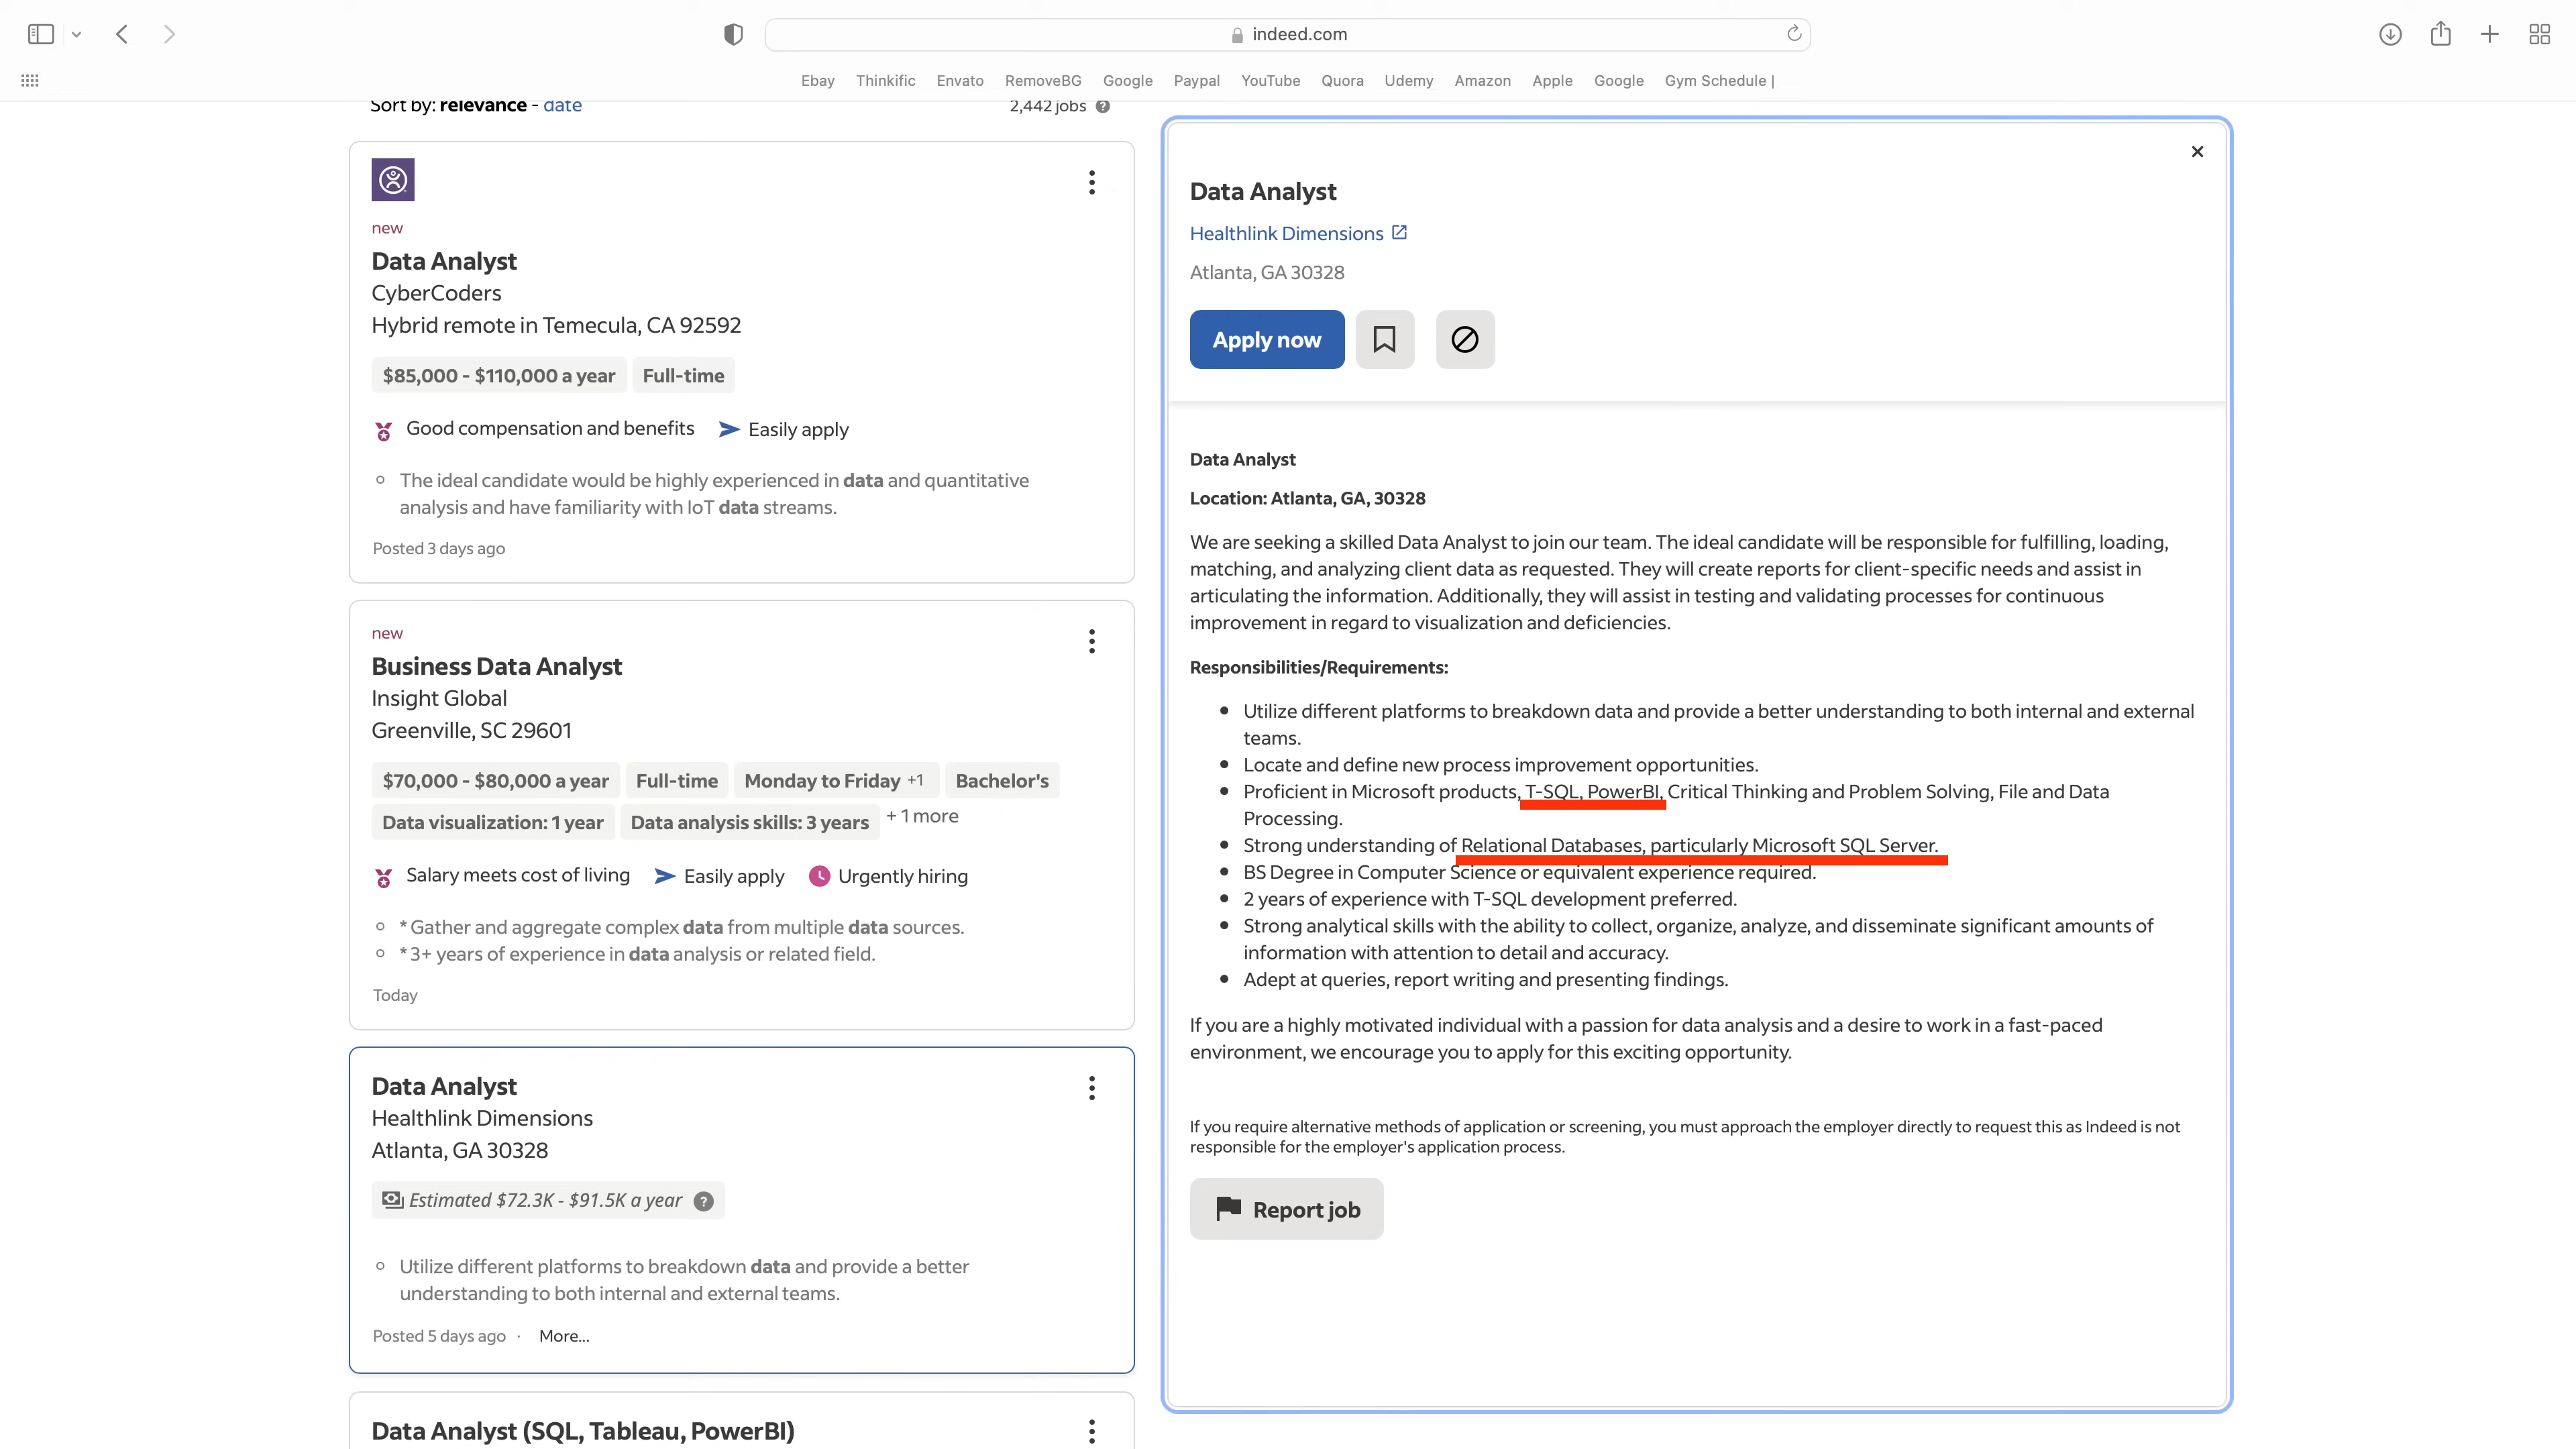 indeed.com
Ebay Thinkific Envato RemoveBG Google Paypal YouTube Quora Udemy Amazon Apple Google Gym Schedule |
Sort by: relevance - date
2,442 jobs ?
new
Data Analyst
CyberCoders
Hybrid remote in Temecula, CA 92592
$85,000 - $110,000 a year Full-time
Good compensation and benefits Easily apply
The ideal candidate would be highly experienced in data and quantitative
analysis and have familiarity with IoT data streams.
Posted 3 days ago
new
Business Data Analyst
Insight Global
Greenville, SC 29601
$70,000 - $80,000 a year Full-time Monday to Friday +1 Bachelor's
Data visualization: 1 year Data analysis skills: 3 years + 1 more
Salary meets cost of living Easily apply Urgently hiring
* Gather and aggregate complex data from multiple data sources.
* 3+ years of experience in data analysis or related field.
Today
Data Analyst
Healthlink Dimensions
Atlanta, GA 30328
Estimated $72.3K - $91.5K a year ?
Utilize different platforms to breakdown data and provide a better
understanding to both internal and external teams.
Posted 5 days ago · More...
Data Analyst (SQL, Tableau, PowerBI)
Data Analyst
Healthlink Dimensions
Atlanta, GA 30328
Apply now
Data Analyst
Location: Atlanta, GA, 30328
We are seeking a skilled Data Analyst to join our team. The ideal candidate will be responsible for fulfilling, loading,
matching, and analyzing client data as requested. They will create reports for client-specific needs and assist in
articulating the information. Additionally, they will assist in testing and validating processes for continuous
improvement in regard to visualization and deficiencies.
Responsibilities/Requirements:
Utilize different platforms to breakdown data and provide a better understanding to both internal and external
teams.
Locate and define new process improvement opportunities.
Proficient in Microsoft products, T-SQL, PowerBI, Critical Thinking and Problem Solving, File and Data
Processing.
Strong understanding of Relational Databases, particularly Microsoft SQL Server.
BS Degree in Computer Science or equivalent experience required.
2 years of experience with T-SQL development preferred.
Strong analytical skills with the ability to collect, organize, analyze, and disseminate significant amounts of
information with attention to detail and accuracy.
Adept at queries, report writing and presenting findings.
If you are a highly motivated individual with a passion for data analysis and a desire to work in a fast-paced
environment, we encourage you to apply for this exciting opportunity.
If you require alternative methods of application or screening, you must approach the employer directly to request this as Indeed is not
responsible for the employer's application process.
Report job